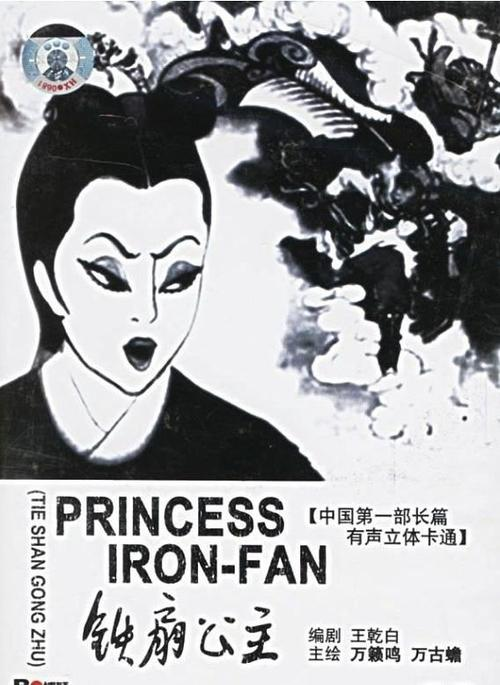 PRINCESS
IRON-FAN
(TIE SHAN GONG ZHU)
【中国第一部长篇
有声立体卡通】
铁扇公主
编剧 王乾白
主绘 万籁鸣 万古蟾